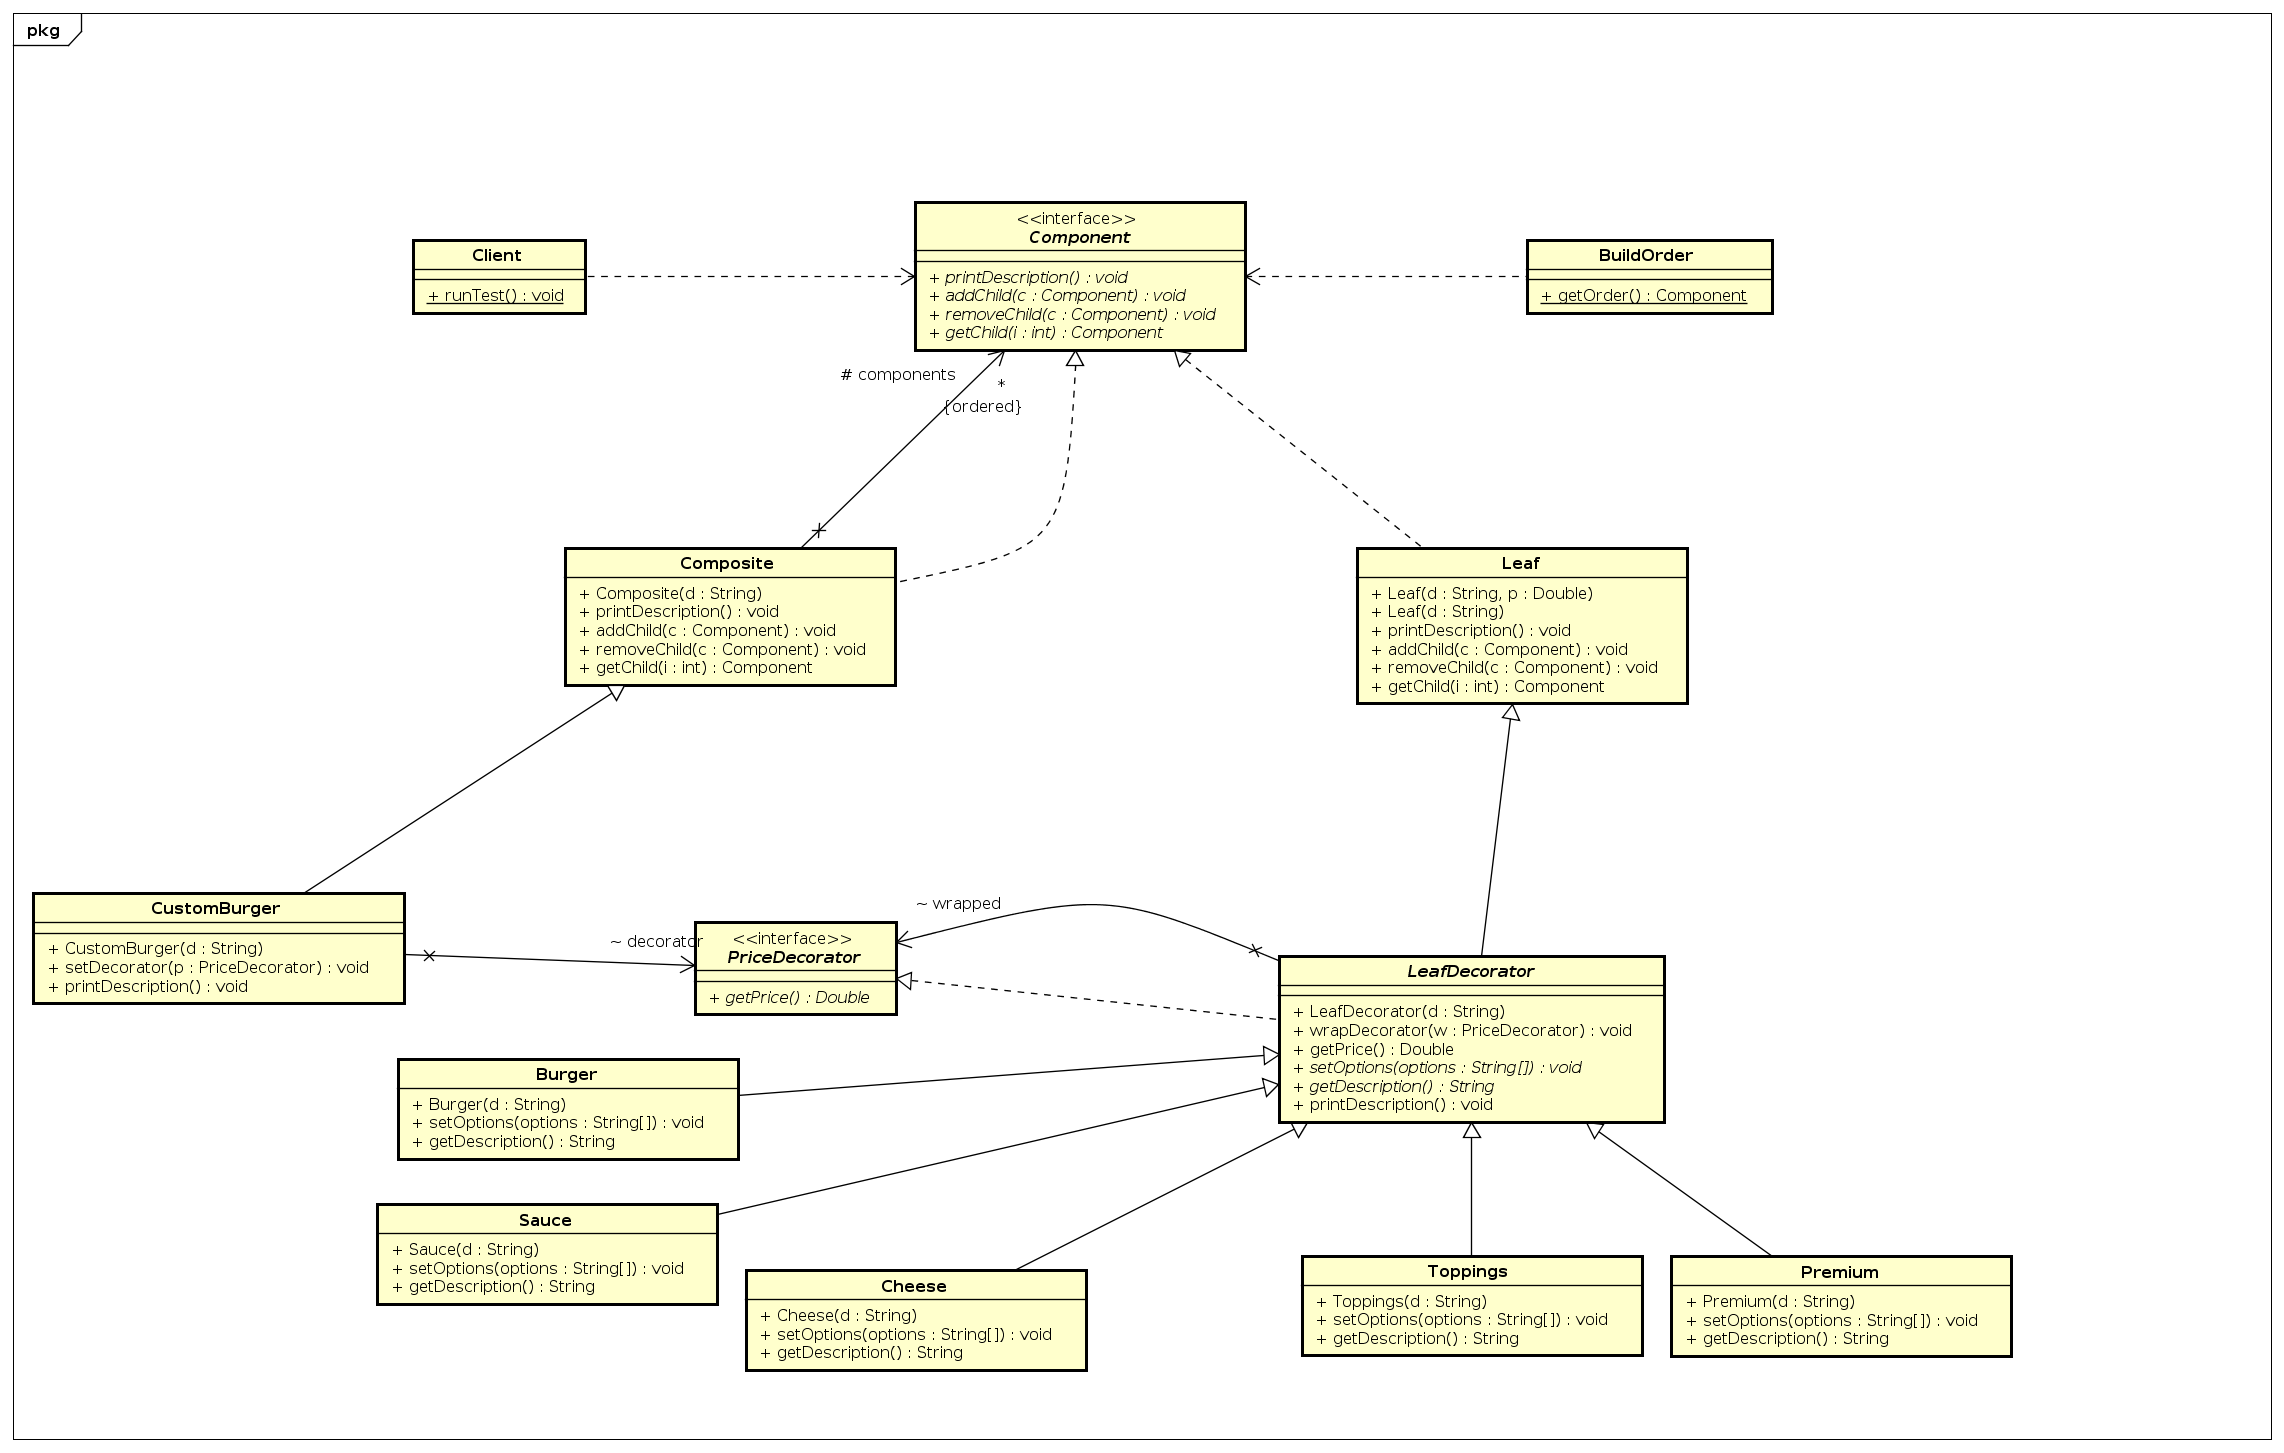 pkg
<<interface>>
Component
+ printDescription() : void
+ addChild(c : Component) : void
+ removeChild(c : Component) : void
+ getChild(i : int) : Component
Client
+ runTest() : void
BuildOrder
+ getOrder() : Component
# components
*
{ordered}
Composite
+ Composite(d : String)
+ printDescription() : void
+ addChild(c : Component) : void
+ removeChild(c : Component) : void
+ getChild(i : int) : Component
Leaf
+ Leaf(d : String, p : Double)
+ Leaf(d : String)
+ printDescription() : void
+ addChild(c : Component) : void
+ removeChild(c : Component) : void
+ getChild(i : int) : Component
CustomBurger
+ CustomBurger(d : String)
+ setDecorator(p : PriceDecorator) : void
+ printDescription() : void
~ decorator
~ wrapped
<<interface>>
PriceDecorator
+ getPrice() : Double
LeafDecorator
+ LeafDecorator(d : String)
+ wrapDecorator(w : PriceDecorator) : void
+ getPrice() : Double
+ setOptions(options : String[]) : void
+ getDescription() : String
+ printDescription() : void
Burger
+ Burger(d : String)
+ setOptions(options : String[]) : void
+ getDescription() : String
Sauce
+ Sauce(d : String)
+ setOptions(options : String[]) : void
+ getDescription() : String
Cheese
+ Cheese(d : String)
+ setOptions(options : String[]) : void
+ getDescription() : String
Toppings
+ Toppings(d : String)
+ setOptions(options : String[]) : void
+ getDescription() : String
Premium
+ Premium(d : String)
+ setOptions(options : String[]) : void
+ getDescription() : String